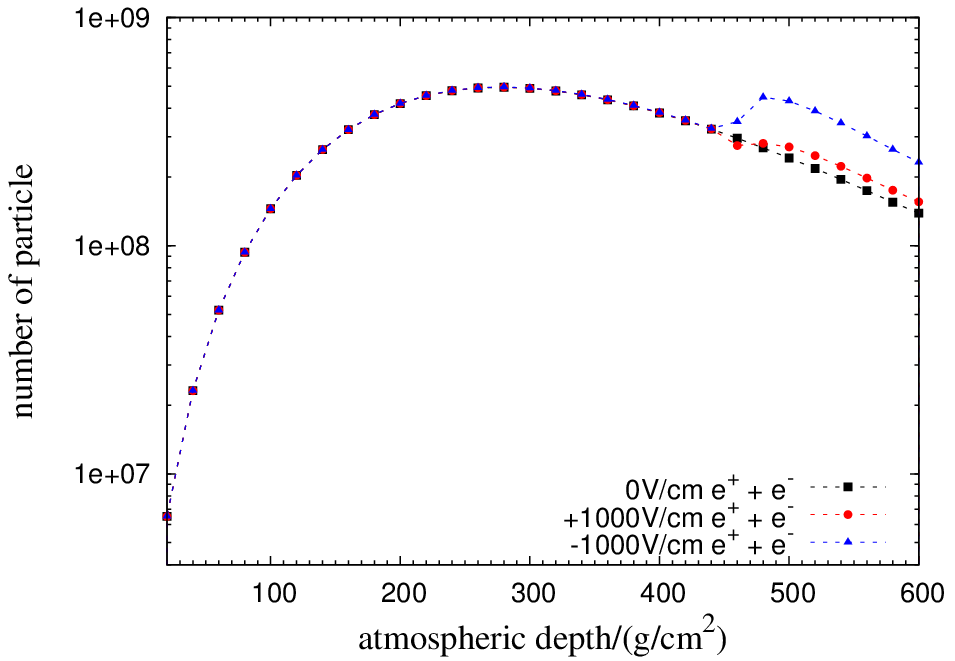 1e+09
1e+08
1e+07
number of particle
0V/cm e⁺ + e⁻
+1000V/cm e⁺ + e⁻
-1000V/cm e⁺ + e⁻
100 200 300 400 500 600
atmospheric depth/(g/cm²)